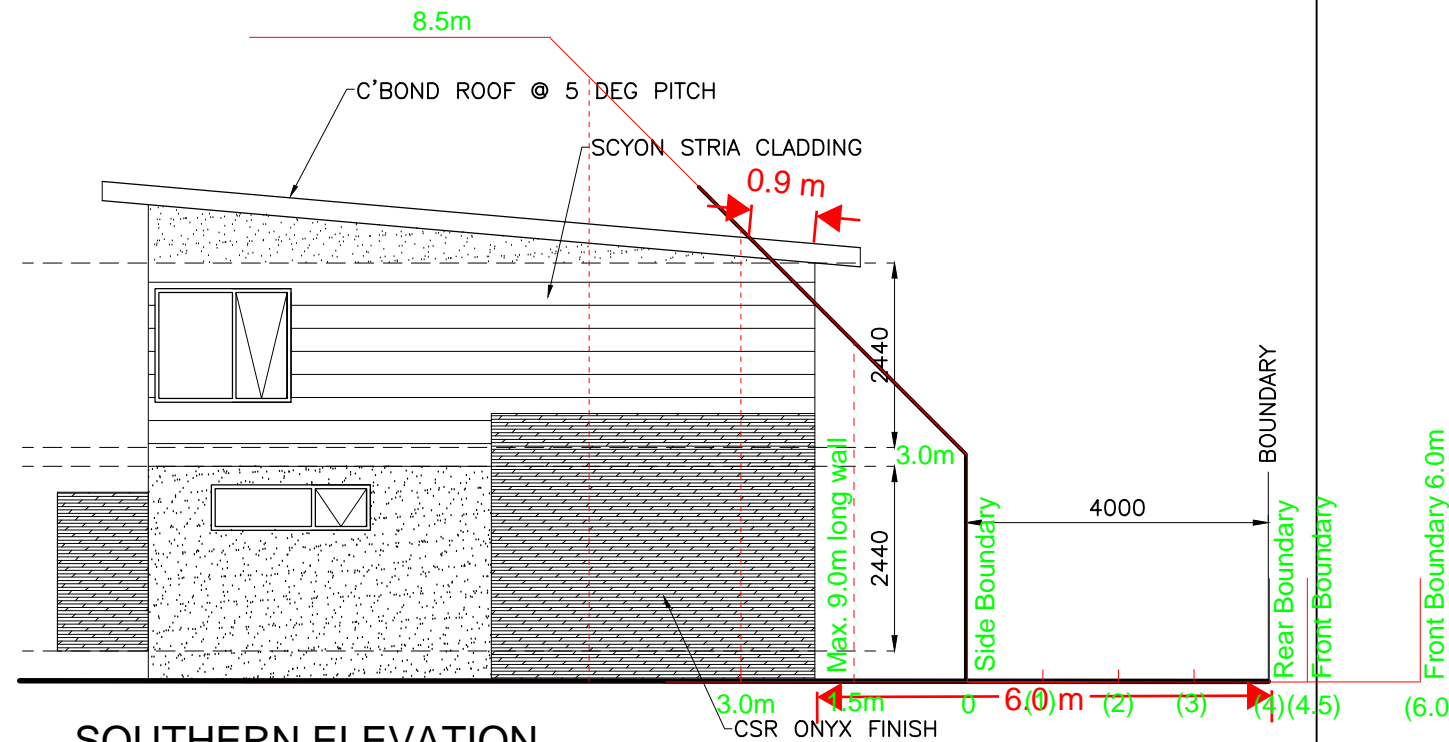 8.5m
C'BOND ROOF @ 5 DEG PITCH
SCYON STRIA CLADDING
0.9 m
2440
BOUNDARY
3.0m
4000
2440
Max. 9.0m long wall
Side Boundary
Rear Boundary
Front Boundary
Front Boundary 6.0m
3.0m
1.5m
0
6.0 m
(1)
(2)
(3)
(4)
(4.5)
(6.0
CSR ONYX FINISH
SOUTHERN ELEVATION